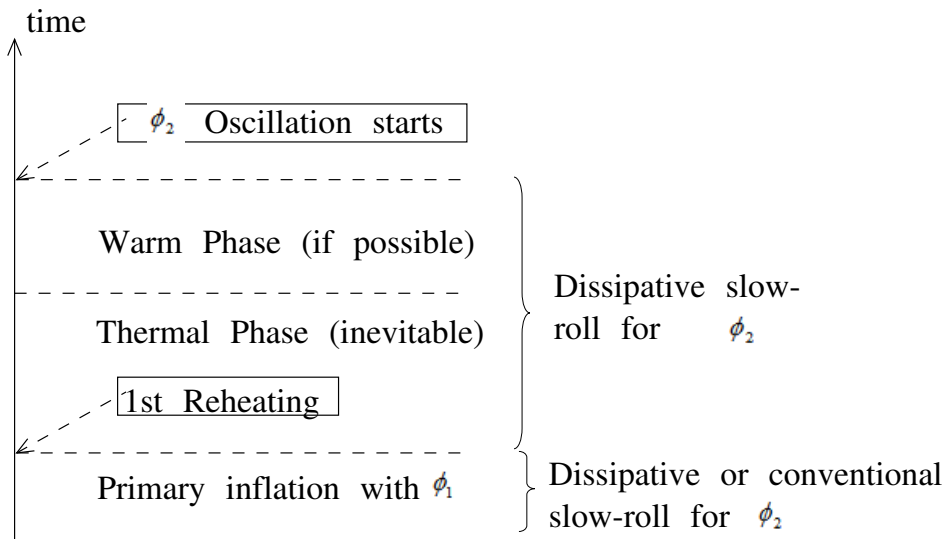 time
ϕ₂ Oscillation starts
Warm Phase (if possible)
Dissipative slow-
roll for ϕ₂
Thermal Phase (inevitable)
1st Reheating
Primary inflation with ϕ₁
Dissipative or conventional
slow-roll for ϕ₂